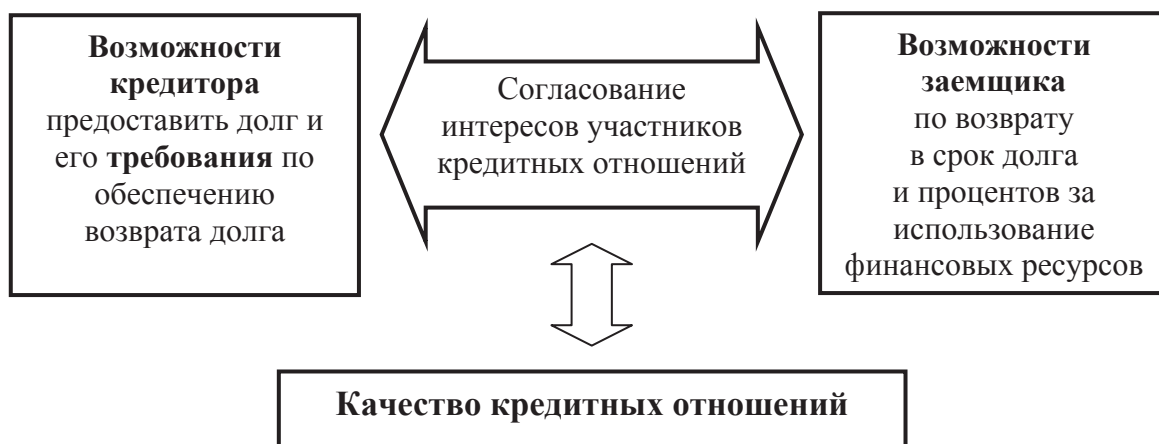 Возможности
кредитора
предоставить долг и
его требования по
обеспечению
возврата долга
Согласование
интересов участников
кредитных отношений
Возможности
заемщика
по возврату
в срок долга
и процентов за
использование
финансовых ресурсов
Качество кредитных отношений